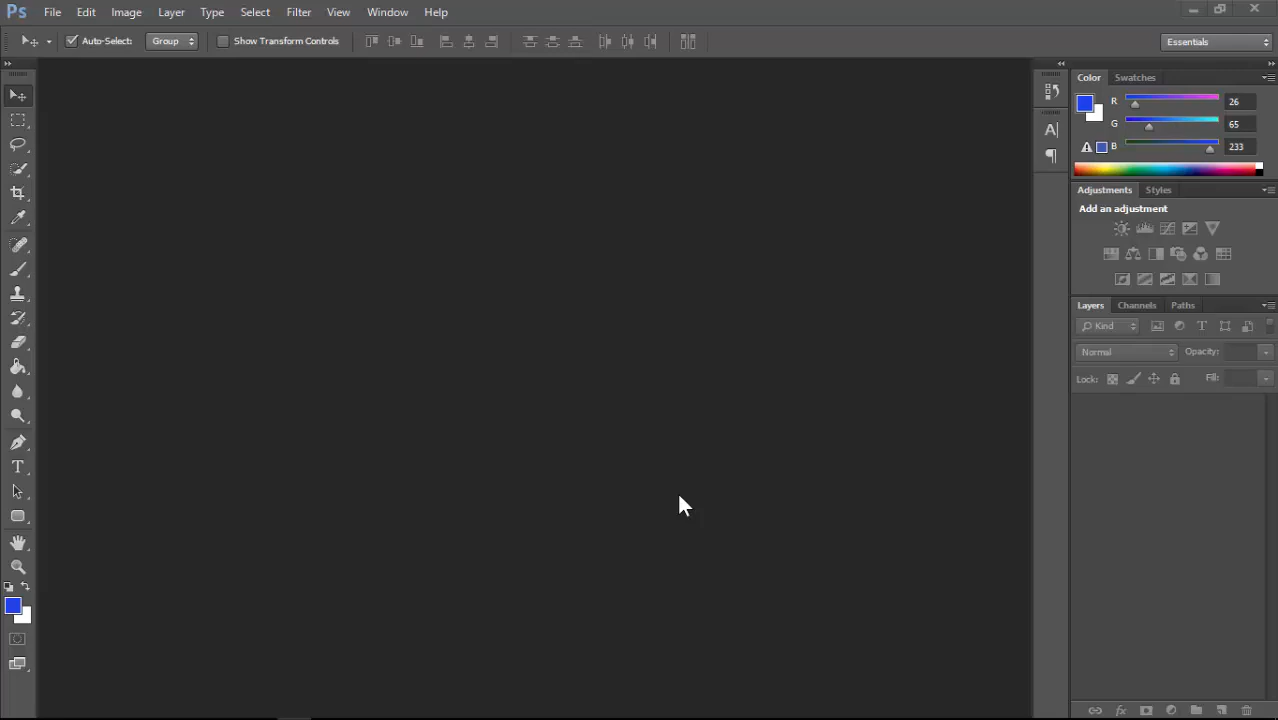 Ps File Edit Image Layer Type Select Filter View Window Help
Auto-Select: Group Show Transform Controls Essentials
Color Swatches
R 26
G 65
B 233
Adjustments Styles
Add an adjustment
Layers Channels Paths
Kind
Normal Opacity:
Lock: Fill: